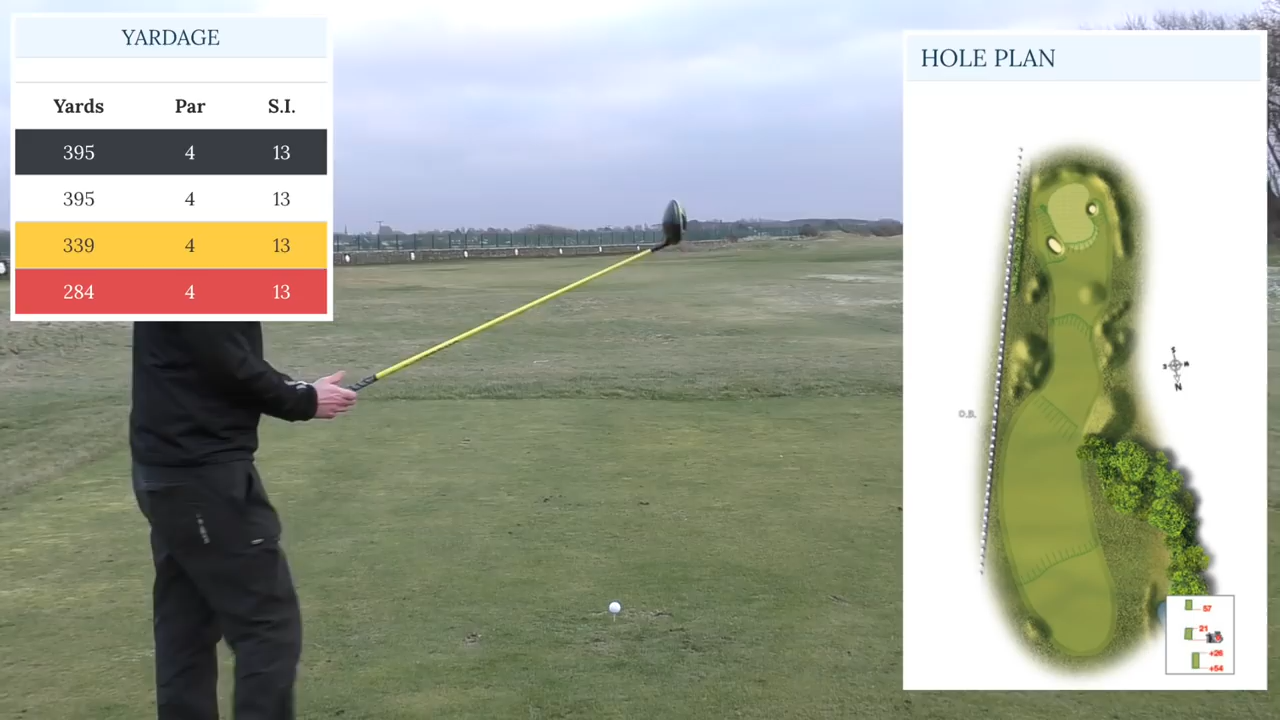 YARDAGE
Yards Par S.I.
395 4 13
395 4 13
339 4 13
284 4 13
HOLE PLAN
O.B.
S
N
57
21
+26
+54